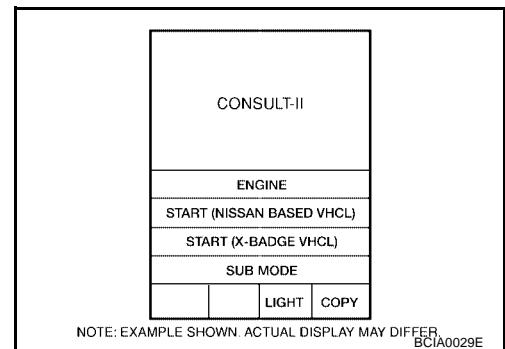 CONSULT-II
ENGINE
START (NISSAN BASED VHCL)
START (X-BADGE VHCL)
SUB MODE
LIGHT COPY
NOTE: EXAMPLE SHOWN. ACTUAL DISPLAY MAY DIFFER.
BCIA0029E